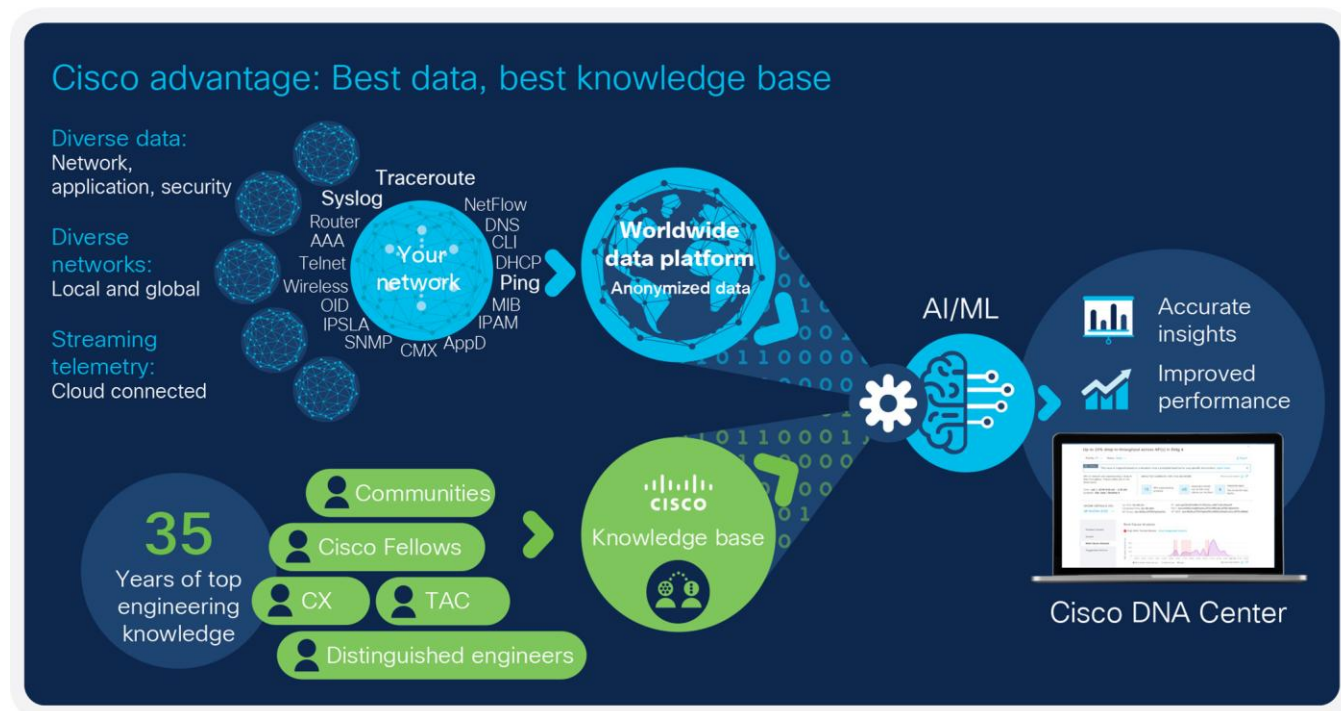 Cisco advantage: Best data, best knowledge base
Diverse data:
Network,
application, security
Diverse
networks:
Local and global
Streaming
telemetry:
Cloud connected
Traceroute
Syslog
Router
AAA
Telnet
Wireless
OID
IPSLA
SNMP
CMX
AppD
NetFlow
DNS
CLI
DHCP
Ping
MIB
IPAM
Your
network
Worldwide
data platform
Anonymized data
35
Years of top
engineering
knowledge
Communities
Cisco Fellows
CX
TAC
Distinguished engineers
CISCO
Knowledge base
AI/ML
Accurate
insights
Improved
performance
Cisco DNA Center